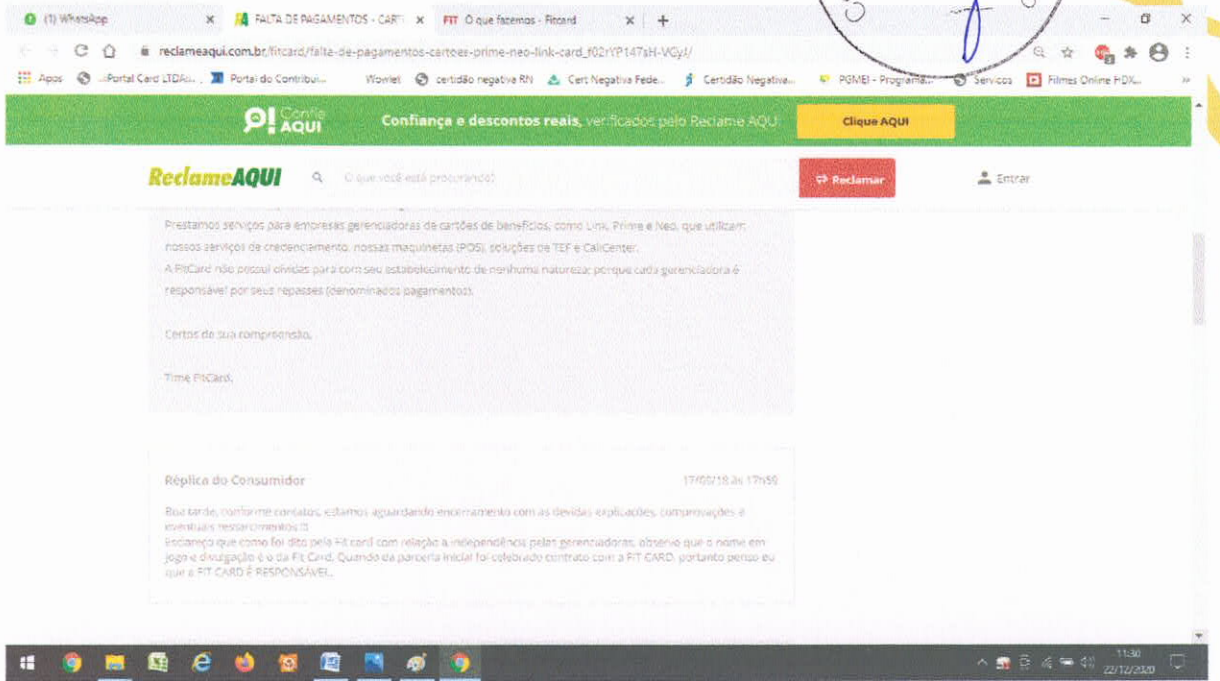 (1) WhatsApp
FALTA DE PAGAMENTOS - CART
FIT O que fazemos - Fitcard
reclameaqui.com.br/fitcard/falta-de-pagamentos-cartoes-prime-neo-link-card_f02rYP147sH-VGyJ/
Apps
Portal Card LTDA...
Portal do Contribui...
Wowlet
certidão negativa RN
Cert Negativa Fede...
Certidão Negativa...
PGMEI - Programa...
Servicos
Filmes Online HDX...
Confie AQUI
Confiança e descontos reais, verificados pelo Reclame AQUI
Clique AQUI
ReclameAQUI
O que você está procurando?
Reclamar
Entrar
Prestamos serviços para empresas gerenciadoras de cartões de benefícios, como Link, Prime e Neo, que utilizam
nossos serviços de credenciamento, nossas maquinetas (POS), soluções de TEF e CallCenter.
A FitCard não possui dívidas para com seu estabelecimento de nenhuma natureza, porque cada gerenciadora é
responsável por seus repasses (denominados pagamentos).
Certos de sua compreensão,
Time FitCard.
Réplica do Consumidor
às 17h59
Boa tarde, conforme contatos, estamos aguardando encerramento com as devidas explicações, comprovações e
eventuais ressarcimentos
Esclareço que como foi dito pela Fit card com relação a independência pelas gerenciadoras, observo que o nome em
jogo e divulgação é o da Fit Card. Quando da parceria inicial foi celebrado contrato com a FIT CARD, portanto penso eu
que a FIT CARD É RESPONSÁVEL.
11:30
22/12/2020